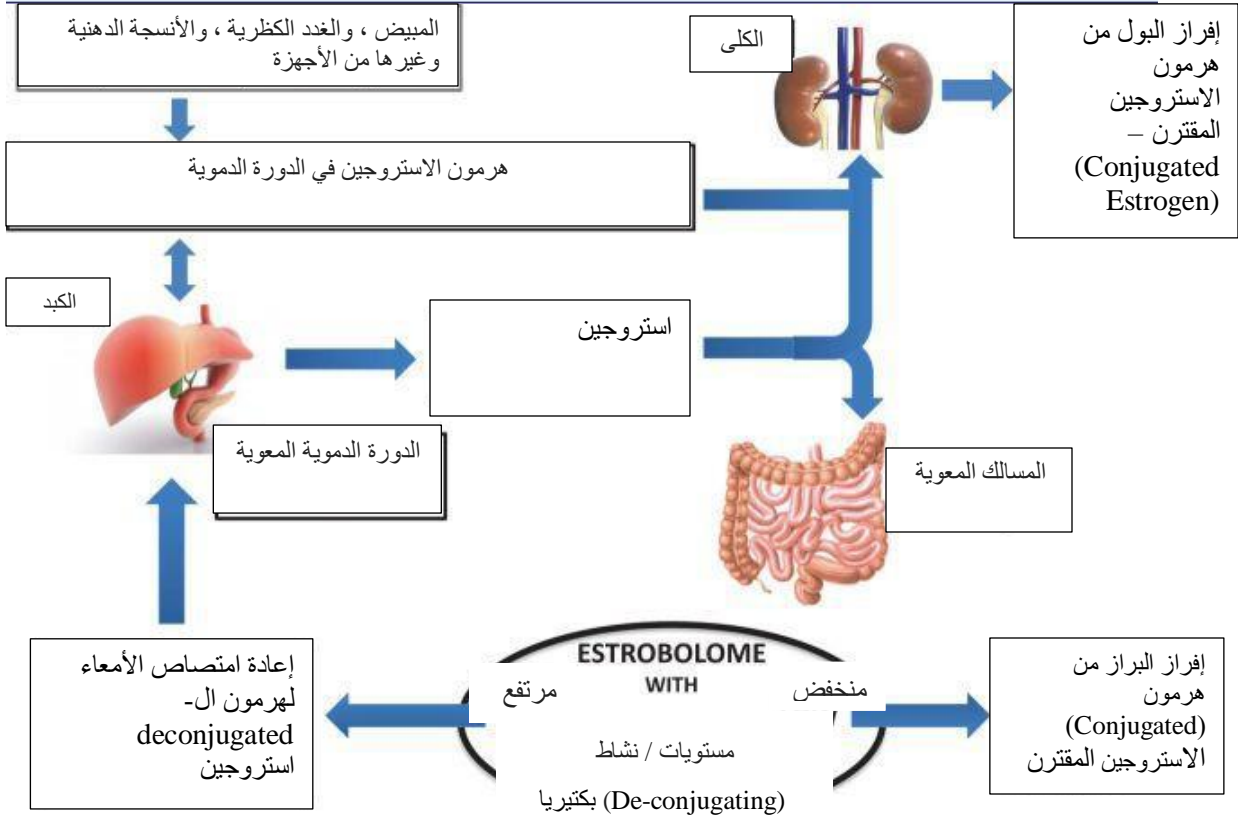 المبيض ، والغدد الكظرية ، والأنسجة الدهنية
وغيرها من الأجهزة
الكلى
إفراز البول من
هرمون
الاستروجين
المقترن –
(Conjugated
Estrogen)
هرمون الاستروجين في الدورة الدموية
الكبد
استروجين
الدورة الدموية المعوية
المسالك المعوية
إعادة امتصاص الأمعاء
لهرمون ال-
deconjugated
استروجين
ESTROBOLOME
WITH
مرتفع
منخفض
مستويات / نشاط
بكتيريا (De-conjugating)
إفراز البراز من
هرمون
(Conjugated)
الاستروجين المقترن